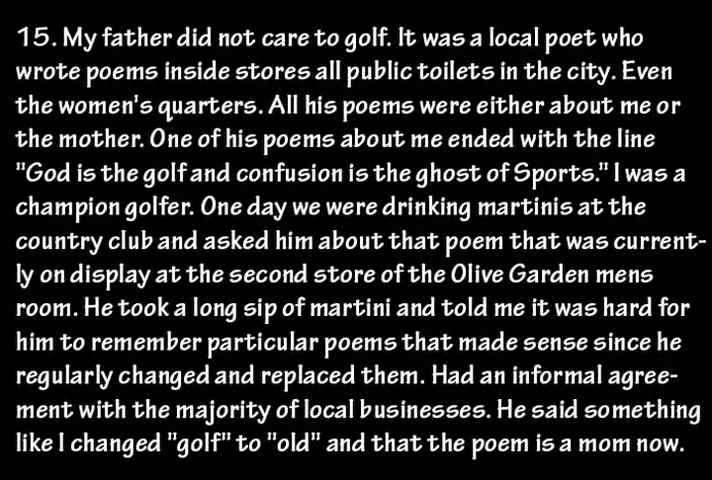 15. My father did not care to golf. It was a local poet who
wrote poems inside stores all public toilets in the city. Even
the women's quarters. All his poems were either about me or
the mother. One of his poems about me ended with the line
"God is the golf and confusion is the ghost of Sports." I was a
champion golfer. One day we were drinking martinis at the
country club and asked him about that poem that was current-
ly on display at the second store of the Olive Garden mens
room. He took a long sip of martini and told me it was hard for
him to remember particular poems that made sense since he
regularly changed and replaced them. Had an informal agree-
ment with the majority of local businesses. He said something
like I changed "golf" to "old" and that the poem is a mom now.